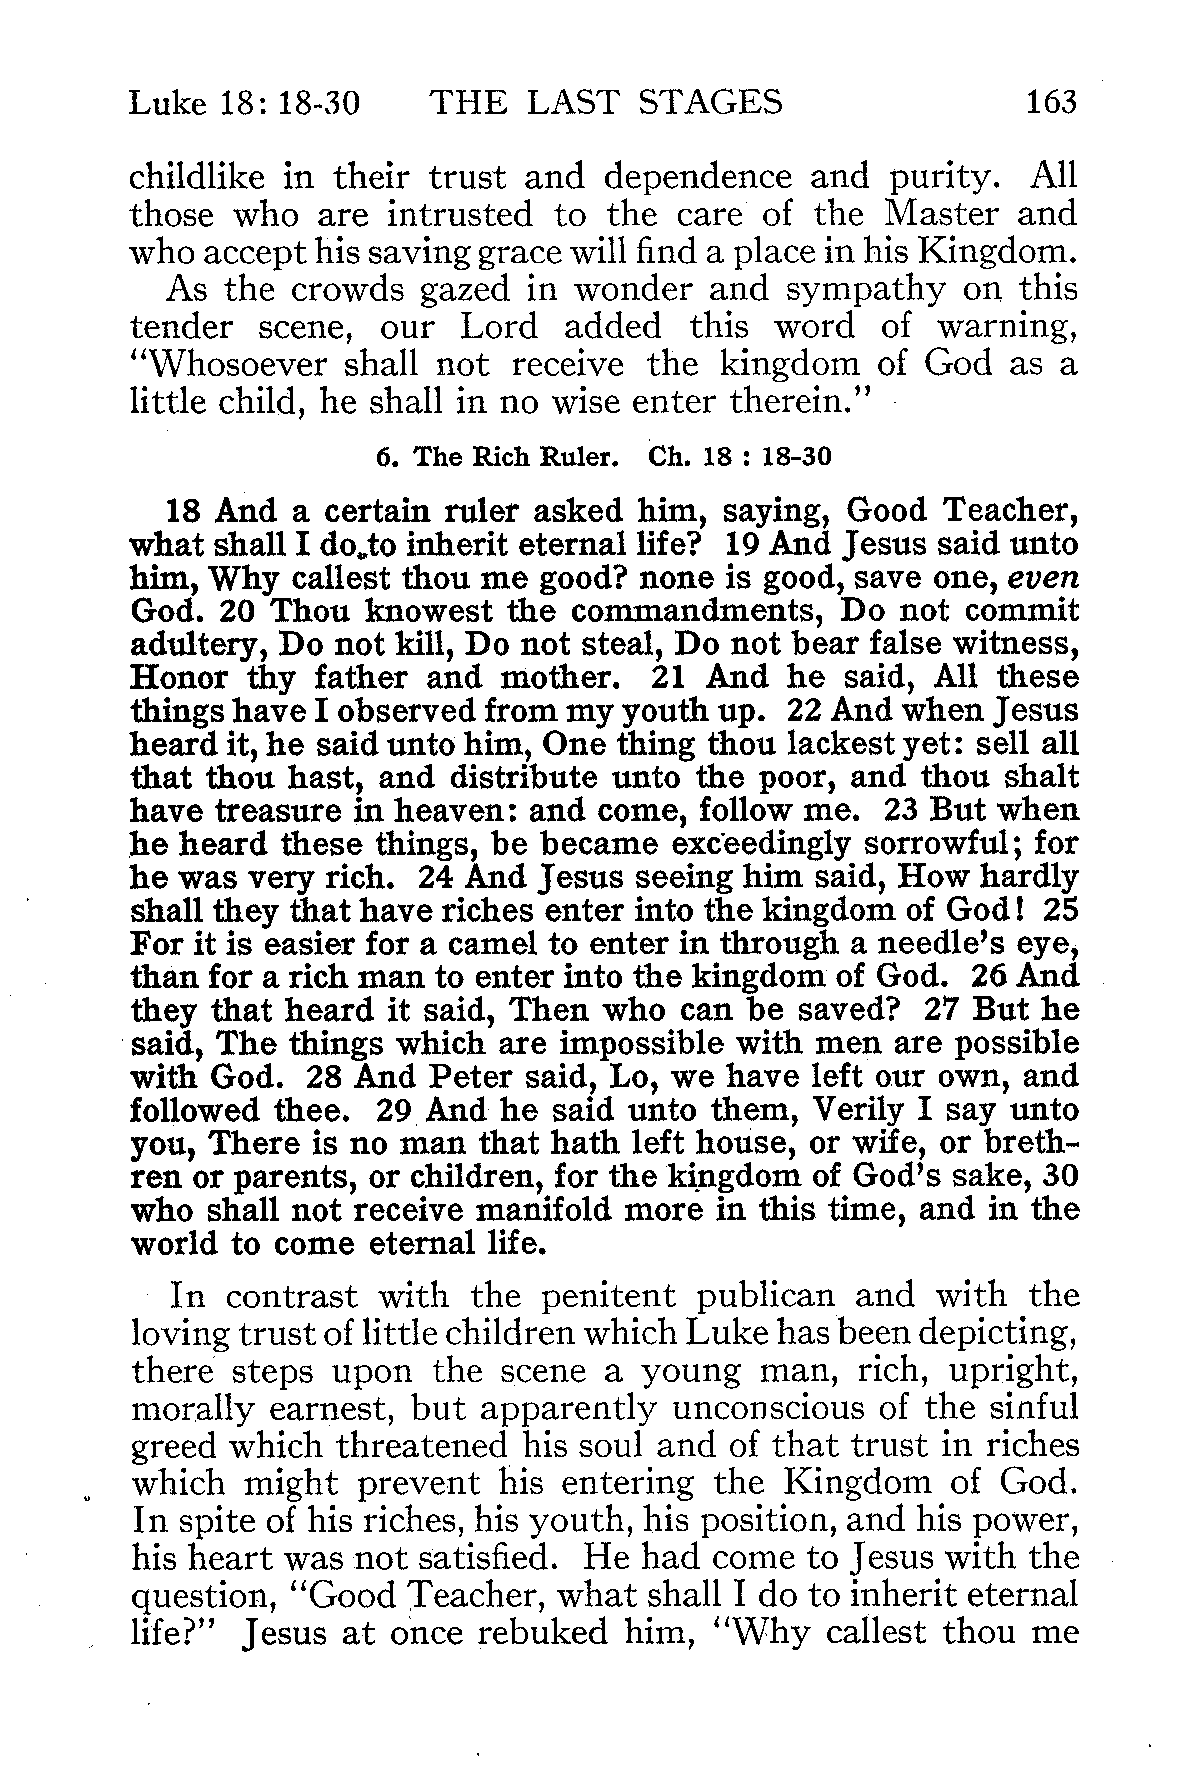 Luke 18: 18-30 THE LAST STAGES 163
childlike in their trust and dependence and purity. All
those who are intrusted to the care of the Master and
who accept his saving grace will find a place in his Kingdom.
As the crowds gazed in wonder and sympathy on this
tender scene, our Lord added this word of warning,
"Whosoever shall not receive the kingdom of God as a
little child, he shall in no wise enter therein."
6. The Rich Ruler. Ch. 18 : 18-30
18 And a certain ruler asked him, saying, Good Teacher,
what shall I do to inherit eternal life? 19 And Jesus said unto
him, Why callest thou me good? none is good, save one, even
God. 20 Thou knowest the commandments, Do not commit
adultery, Do not kill, Do not steal, Do not bear false witness,
Honor thy father and mother. 21 And he said, All these
things have I observed from my youth up. 22 And when Jesus
heard it, he said unto him, One thing thou lackest yet: sell all
that thou hast, and distribute unto the poor, and thou shalt
have treasure in heaven: and come, follow me. 23 But when
he heard these things, be became exceedingly sorrowful; for
he was very rich. 24 And Jesus seeing him said, How hardly
shall they that have riches enter into the kingdom of God! 25
For it is easier for a camel to enter in through a needle's eye,
than for a rich man to enter into the kingdom of God. 26 And
they that heard it said, Then who can be saved? 27 But he
said, The things which are impossible with men are possible
with God. 28 And Peter said, Lo, we have left our own, and
followed thee. 29 And he said unto them, Verily I say unto
you, There is no man that hath left house, or wife, or breth-
ren or parents, or children, for the kingdom of God's sake, 30
who shall not receive manifold more in this time, and in the
world to come eternal life.
In contrast with the penitent publican and with the
loving trust of little children which Luke has been depicting,
there steps upon the scene a young man, rich, upright,
morally earnest, but apparently unconscious of the sinful
greed which threatened his soul and of that trust in riches
which might prevent his entering the Kingdom of God.
In spite of his riches, his youth, his position, and his power,
his heart was not satisfied. He had come to Jesus with the
question, "Good Teacher, what shall I do to inherit eternal
life?" Jesus at once rebuked him, "Why callest thou me